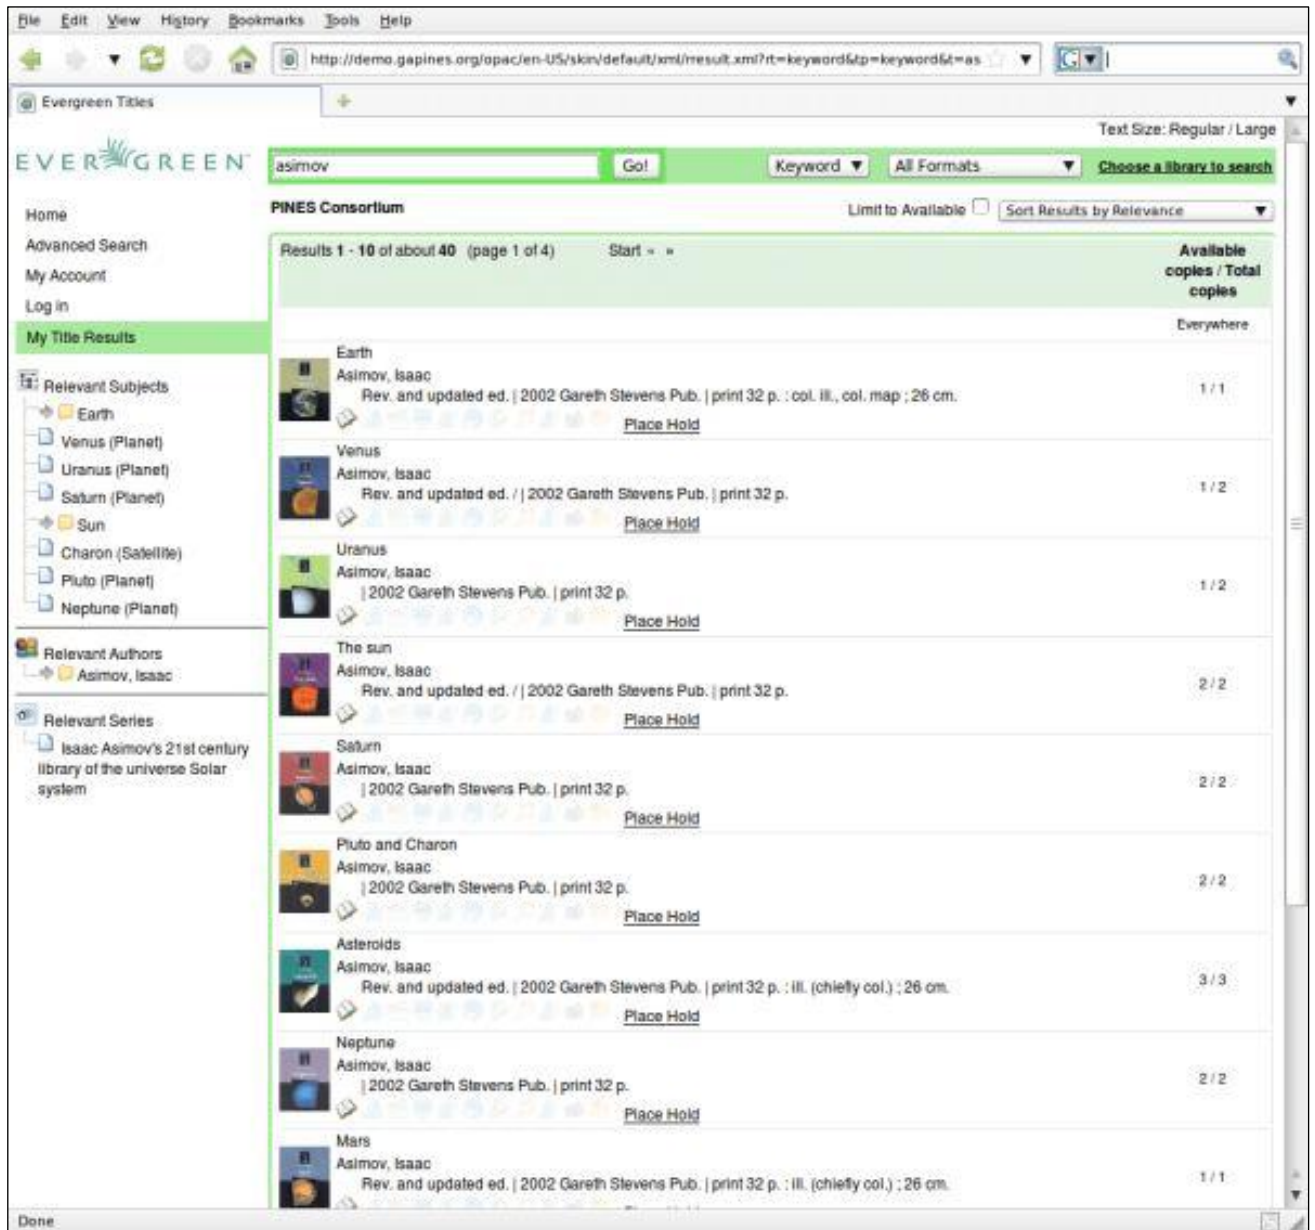 File Edit View History Bookmarks Tools Help
http://demo.gapines.org/opac/en-US/skin/default/xml/rresult.xml?rt=keyword&tp=keyword&t=as
Evergreen Titles
Text Size: Regular / Large
EVERGREEN
asimov Go! Keyword All Formats Choose a library to search
PINES Consortium Limit to Available Sort Results by Relevance
Home
Advanced Search
My Account
Log in
My Title Results
Relevant Subjects
Earth
Venus (Planet)
Uranus (Planet)
Saturn (Planet)
Sun
Charon (Satellite)
Pluto (Planet)
Neptune (Planet)
Relevant Authors
Asimov, Isaac
Relevant Series
Isaac Asimov's 21st century
library of the universe Solar
system
Results 1 - 10 of about 40 (page 1 of 4) Start « »
Available
copies / Total
copies
Everywhere
Earth
Asimov, Isaac
Rev. and updated ed. | 2002 Gareth Stevens Pub. | print 32 p. : col. ill., col. map ; 26 cm.
1 / 1
Place Hold
Venus
Asimov, Isaac
Rev. and updated ed. / | 2002 Gareth Stevens Pub. | print 32 p.
1 / 2
Place Hold
Uranus
Asimov, Isaac
| 2002 Gareth Stevens Pub. | print 32 p.
1 / 2
Place Hold
The sun
Asimov, Isaac
Rev. and updated ed. / | 2002 Gareth Stevens Pub. | print 32 p.
2 / 2
Place Hold
Saturn
Asimov, Isaac
| 2002 Gareth Stevens Pub. | print 32 p.
2 / 2
Place Hold
Pluto and Charon
Asimov, Isaac
| 2002 Gareth Stevens Pub. | print 32 p.
2 / 2
Place Hold
Asteroids
Asimov, Isaac
Rev. and updated ed. | 2002 Gareth Stevens Pub. | print 32 p. : ill. (chiefly col.) ; 26 cm.
3 / 3
Place Hold
Neptune
Asimov, Isaac
| 2002 Gareth Stevens Pub. | print 32 p.
2 / 2
Place Hold
Mars
Asimov, Isaac
Rev. and updated ed. | 2002 Gareth Stevens Pub. | print 32 p. : ill. (chiefly col.) ; 26 cm.
1 / 1
Done